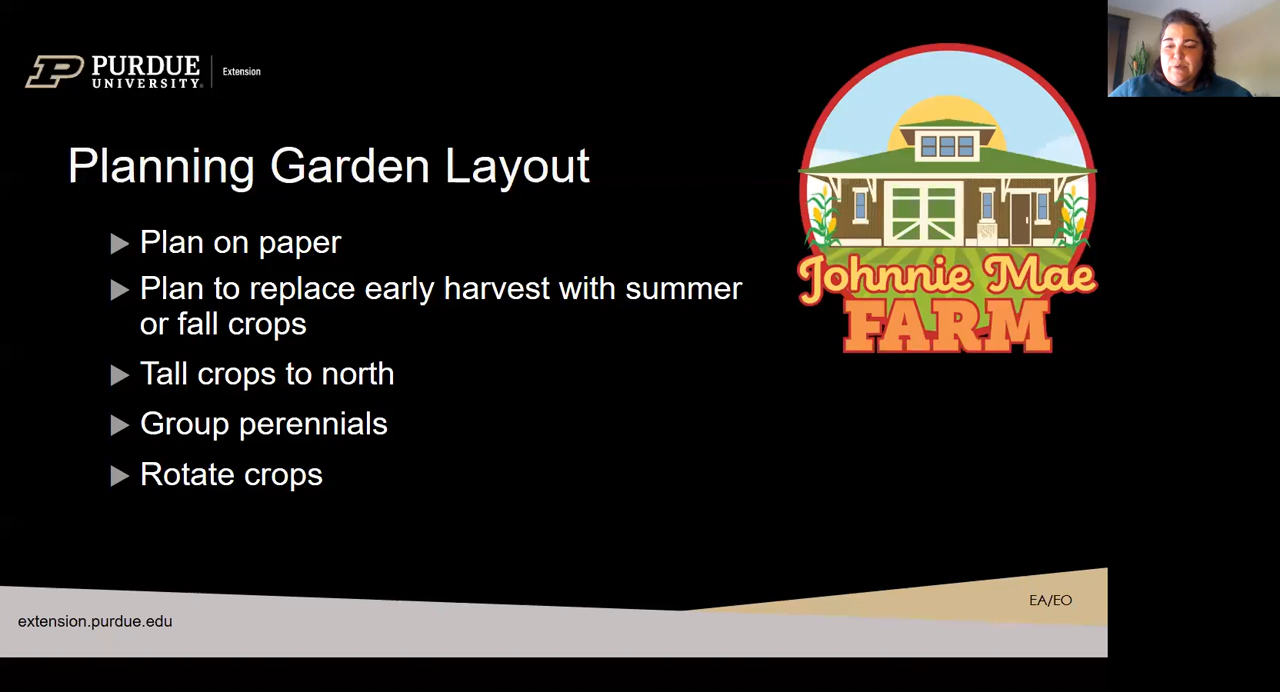 PURDUE
UNIVERSITY®
Extension
Planning Garden Layout
Plan on paper
Plan to replace early harvest with summer
or fall crops
Tall crops to north
Group perennials
Rotate crops
Johnnie Mae
FARM
EA/EO
extension.purdue.edu